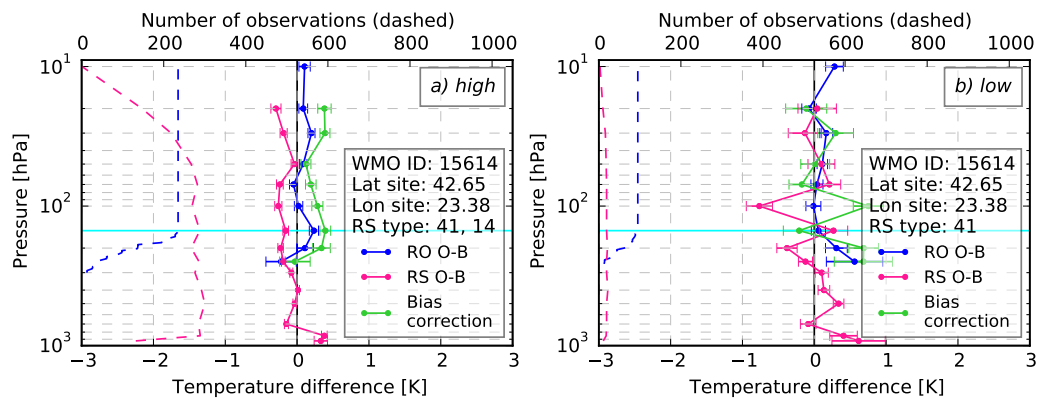 Number of observations (dashed)
0 200 400 600 800 1000
a) high
WMO ID: 15614
Lat site: 42.65
Lon site: 23.38
RS type: 41, 14
RO O-B
RS O-B
Bias
correction
Pressure [hPa]
10¹
10²
10³
−3 −2 −1 0 1 2 3
Temperature difference [K]
Number of observations (dashed)
0 200 400 600 800 1000
b) low
WMO ID: 15614
Lat site: 42.65
Lon site: 23.38
RS type: 41
RO O-B
RS O-B
Bias
correction
Pressure [hPa]
10¹
10²
10³
−3 −2 −1 0 1 2 3
Temperature difference [K]